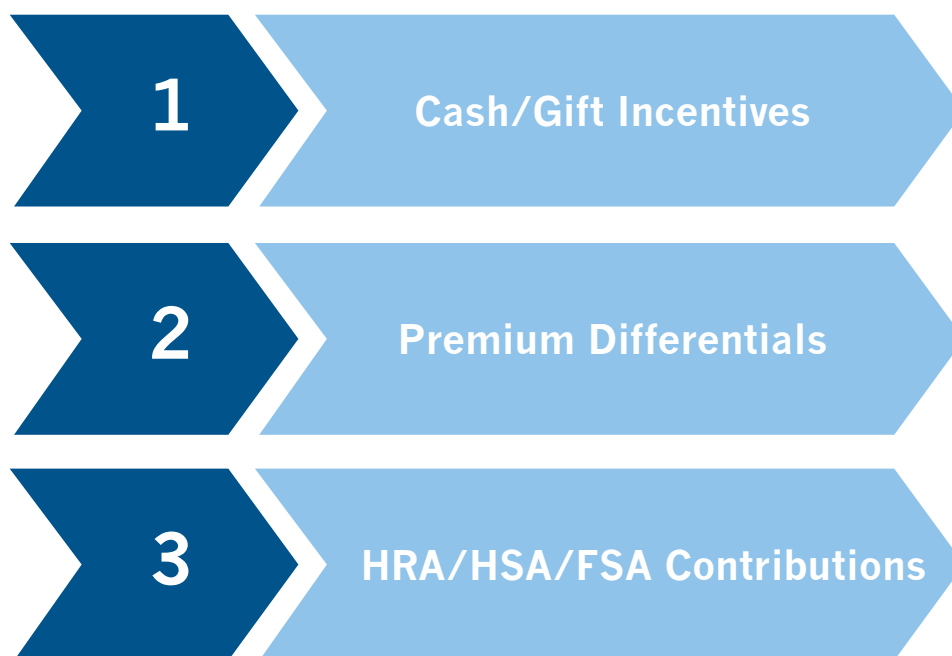 1
Cash/Gift Incentives
2
Premium Differentials
3
HRA/HSA/FSA Contributions